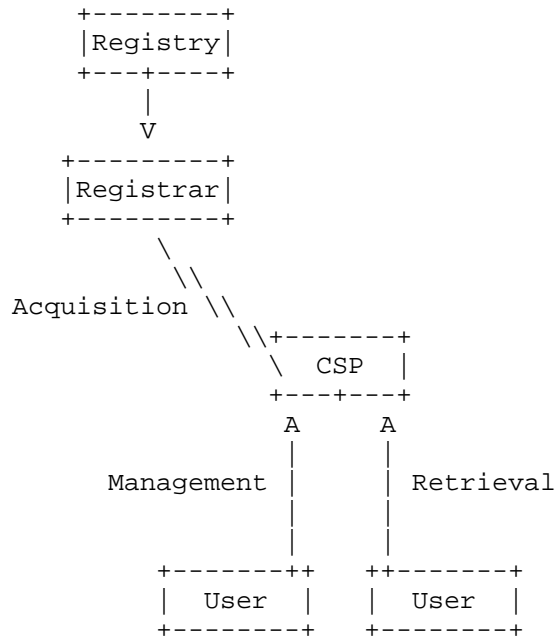 Registry
V
Registrar
Acquisition
CSP
A A
Management Retrieval
User User